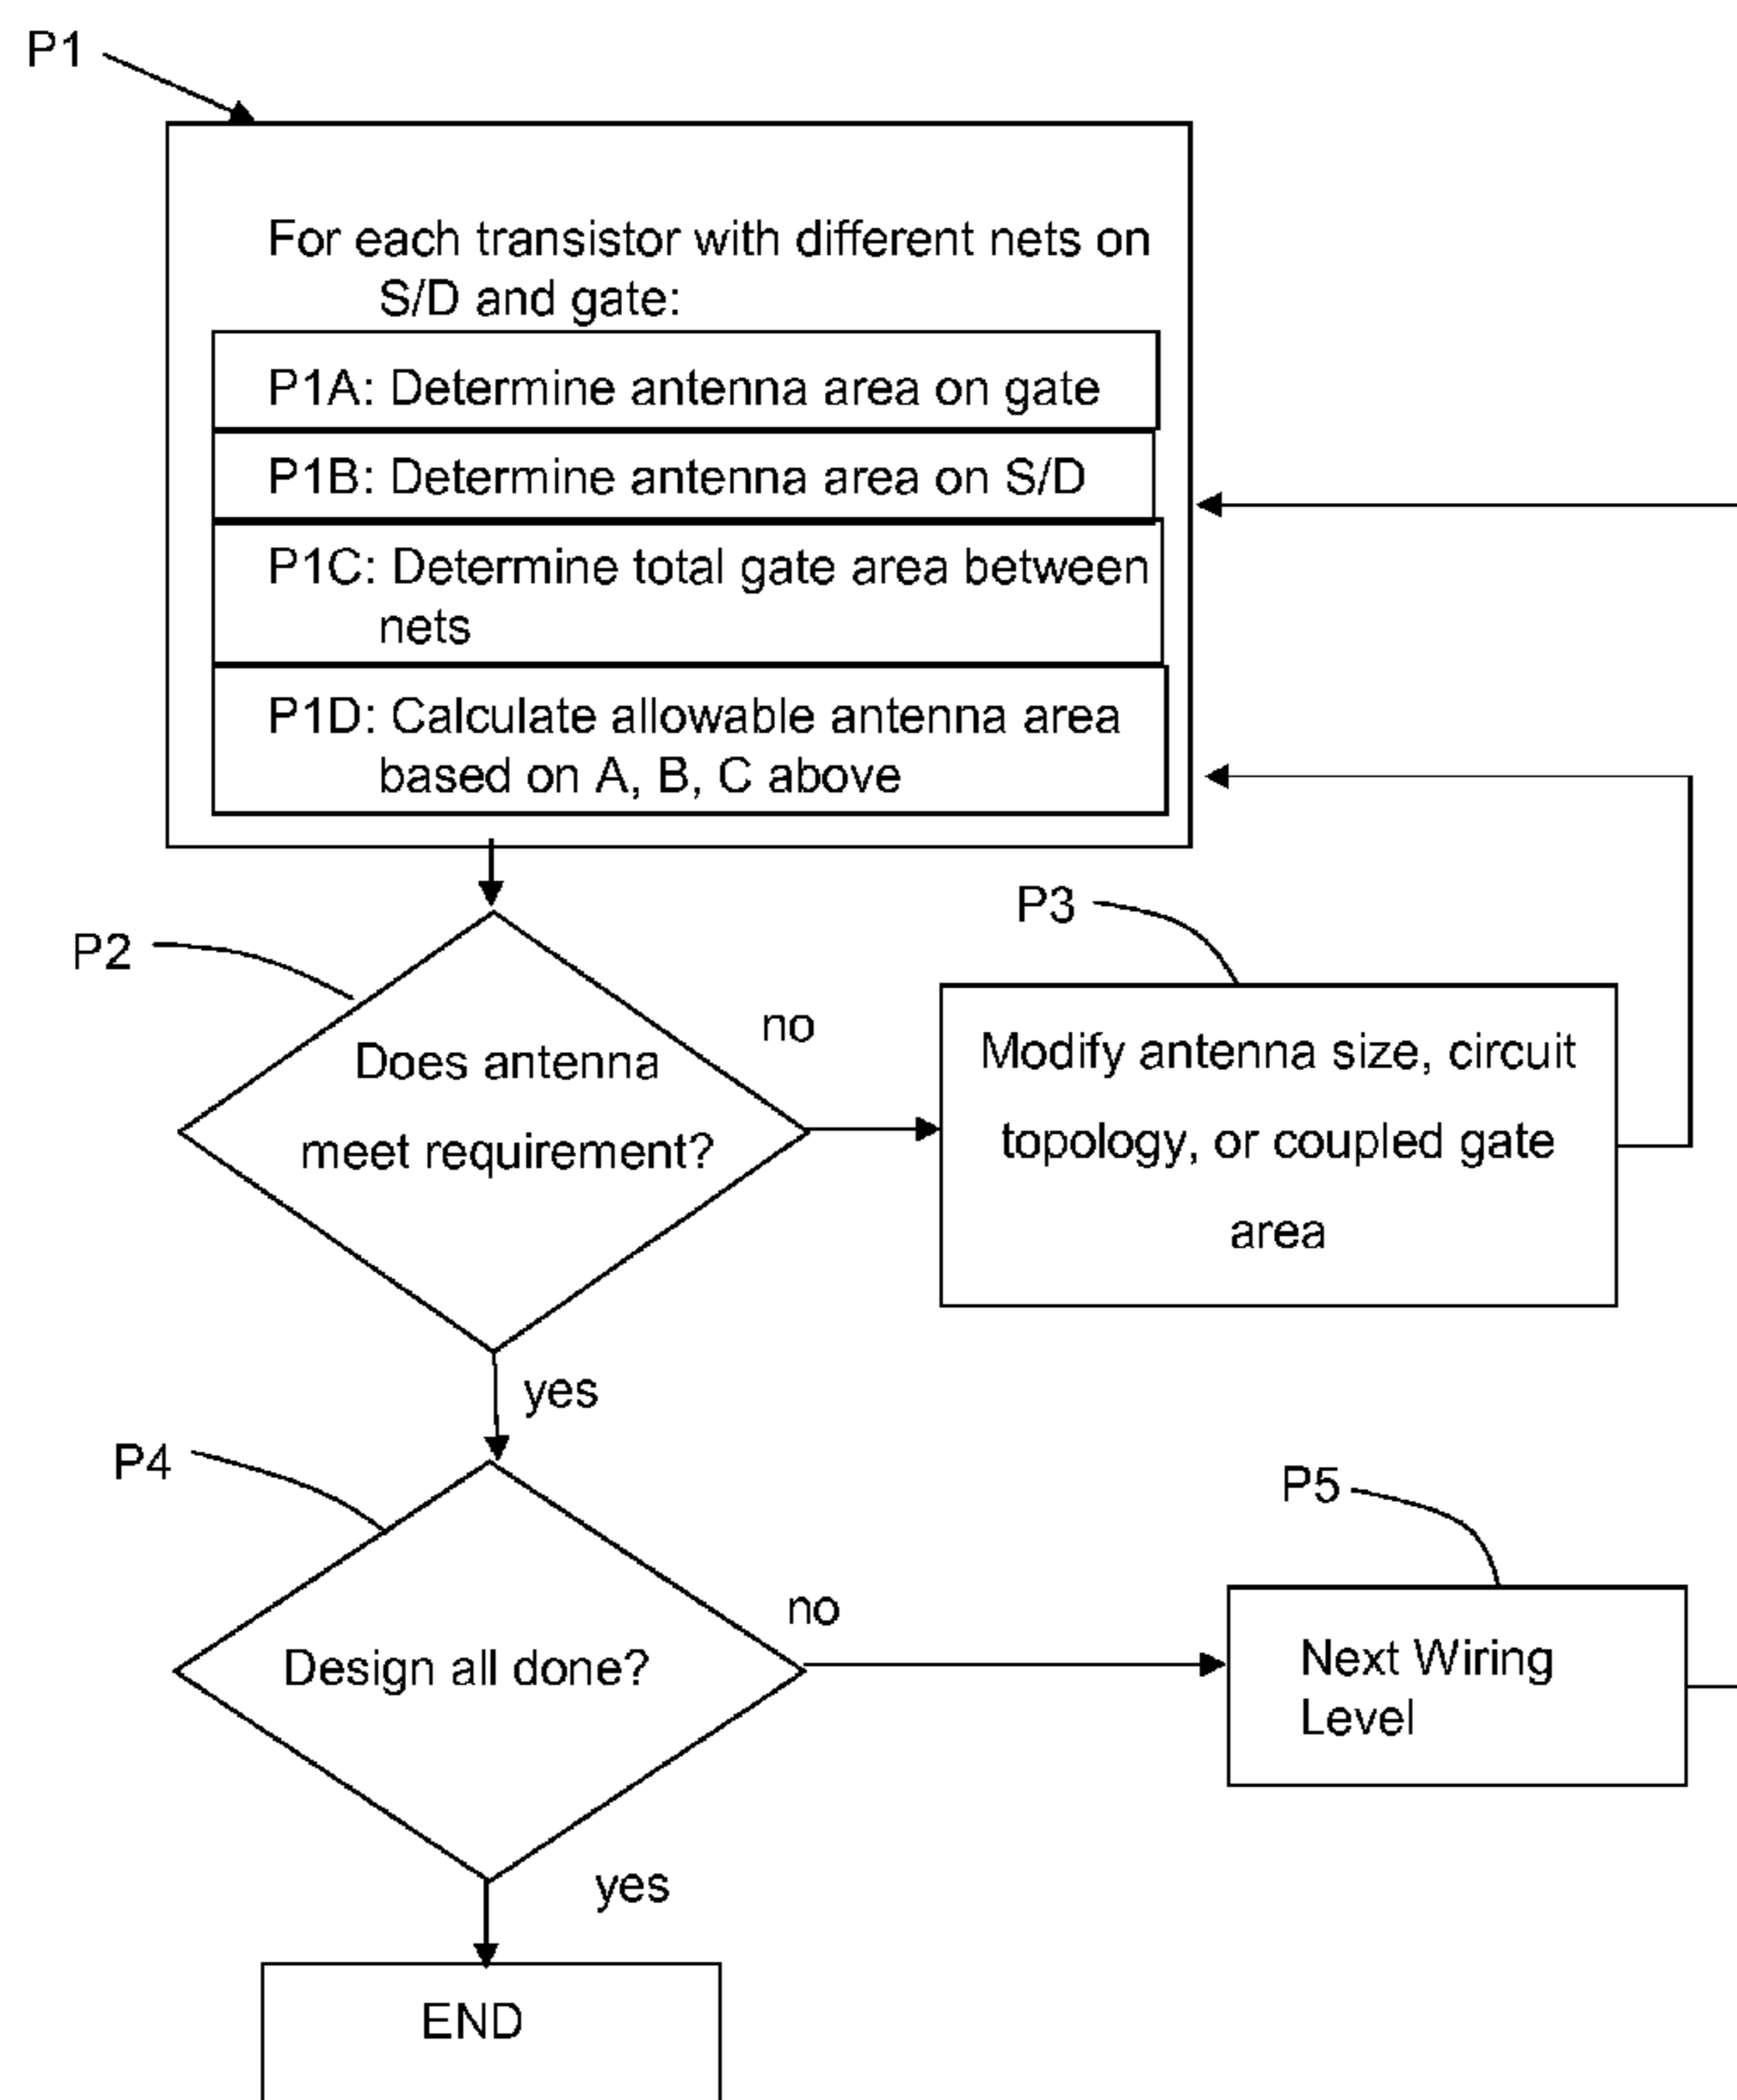 P1
For each transistor with different nets on
S/D and gate:
P1A: Determine antenna area on gate
P1B: Determine antenna area on S/D
P1C: Determine total gate area between
nets
P1D: Calculate allowable antenna area
based on A, B, C above
P2
Does antenna
meet requirement?
no
P3
Modify antenna size, circuit
topology, or coupled gate
area
yes
P4
Design all done?
no
P5
Next Wiring
Level
yes
END